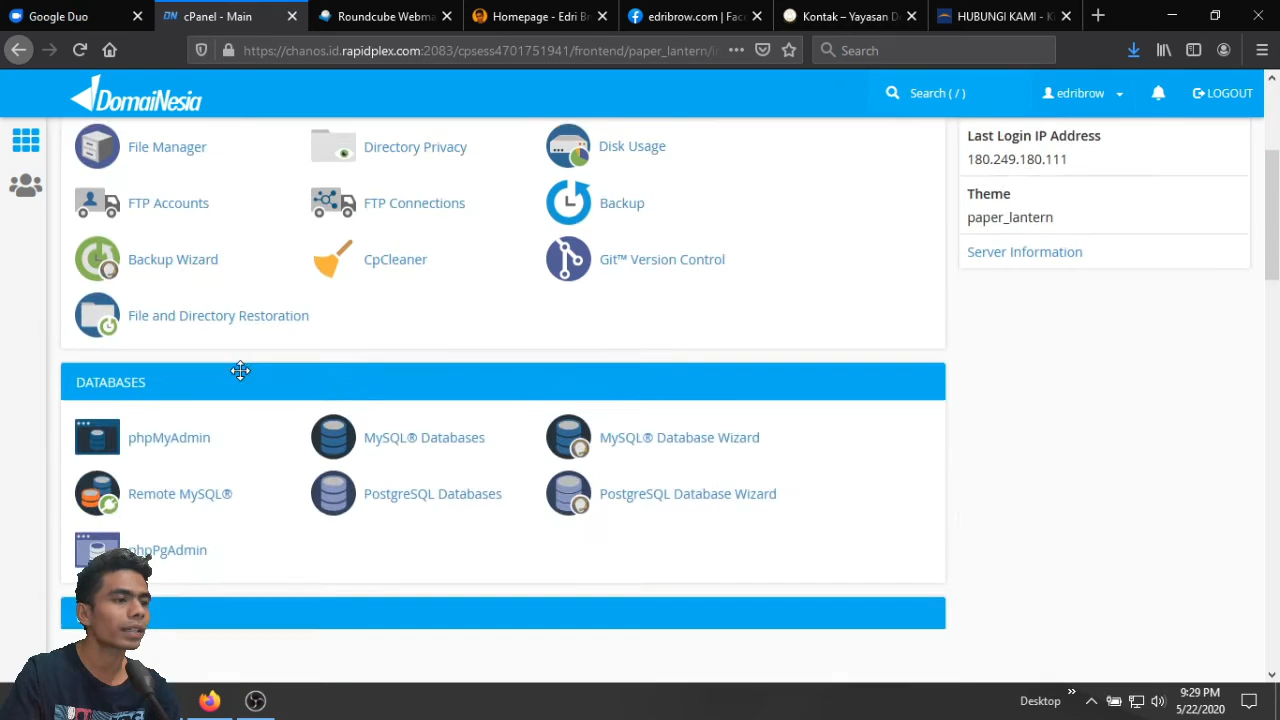 Google Duo
DN cPanel - Main
Roundcube Webma
Homepage - Edri B
edribrow.com | Fac
Kontak – Yayasan D
HUBUNGI KAMI - K
https://chanos.id.rapidplex.com:2083/cpsess4701751941/frontend/paper_lantern/i
Search
DomaiNesia
Search ( / )
edribrow
LOGOUT
File Manager
Directory Privacy
Disk Usage
Last Login IP Address
180.249.180.111
FTP Accounts
FTP Connections
Backup
Theme
paper_lantern
Backup Wizard
CpCleaner
Git™ Version Control
Server Information
File and Directory Restoration
DATABASES
phpMyAdmin
MySQL® Databases
MySQL® Database Wizard
Remote MySQL®
PostgreSQL Databases
PostgreSQL Database Wizard
phpPgAdmin
Desktop
9:29 PM
5/22/2020